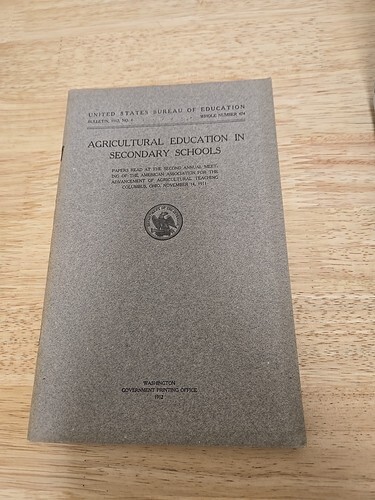 UNITED STATES BUREAU OF EDUCATION
BULLETIN, 1912, NO. 6 WHOLE NUMBER 474
AGRICULTURAL EDUCATION IN
SECONDARY SCHOOLS
PAPERS READ AT THE SECOND ANNUAL MEET-
ING OF THE AMERICAN ASSOCIATION FOR THE
ADVANCEMENT OF AGRICULTURAL TEACHING
COLUMBUS, OHIO, NOVEMBER 14, 1911
WASHINGTON
GOVERNMENT PRINTING OFFICE
1912